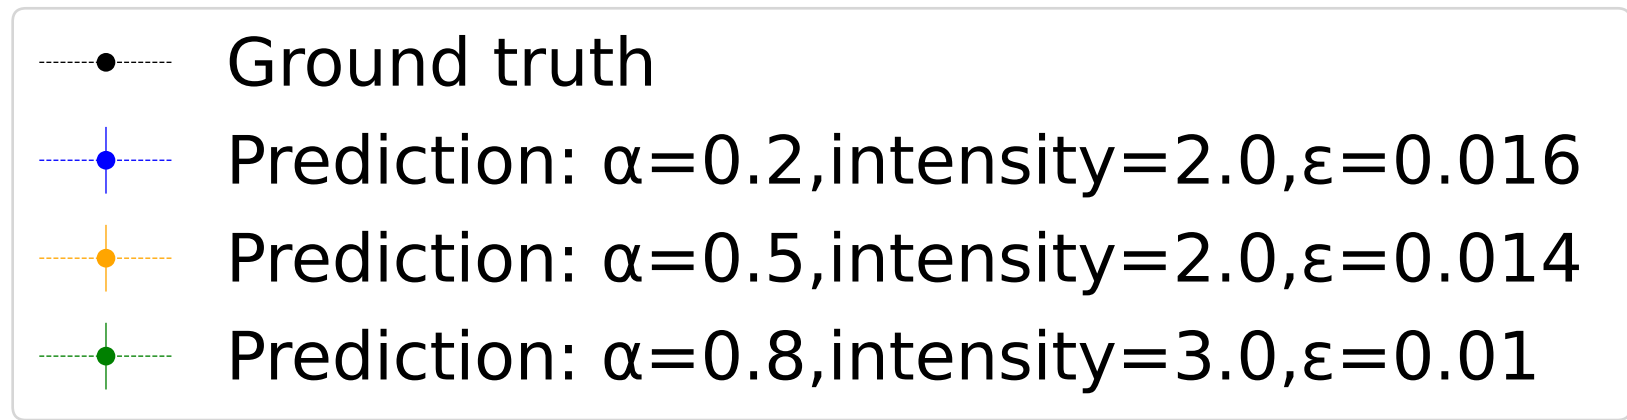 Ground truth
Prediction: α=0.2,intensity=2.0,ε=0.016
Prediction: α=0.5,intensity=2.0,ε=0.014
Prediction: α=0.8,intensity=3.0,ε=0.01